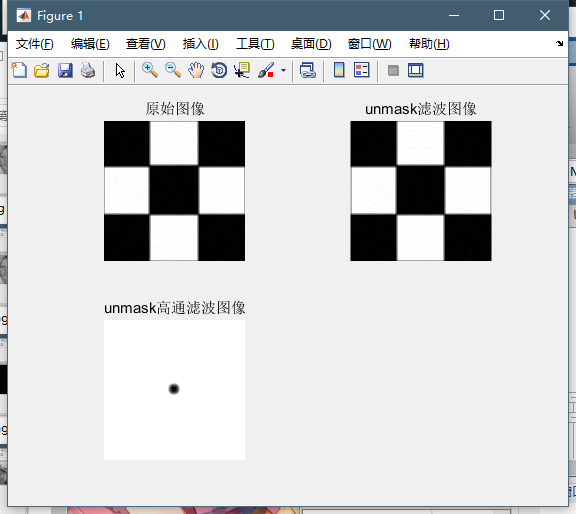 Figure 1
文件(F) 编辑(E) 查看(V) 插入(I) 工具(T) 桌面(D) 窗口(W) 帮助(H)
原始图像
unmask滤波图像
unmask高通滤波图像